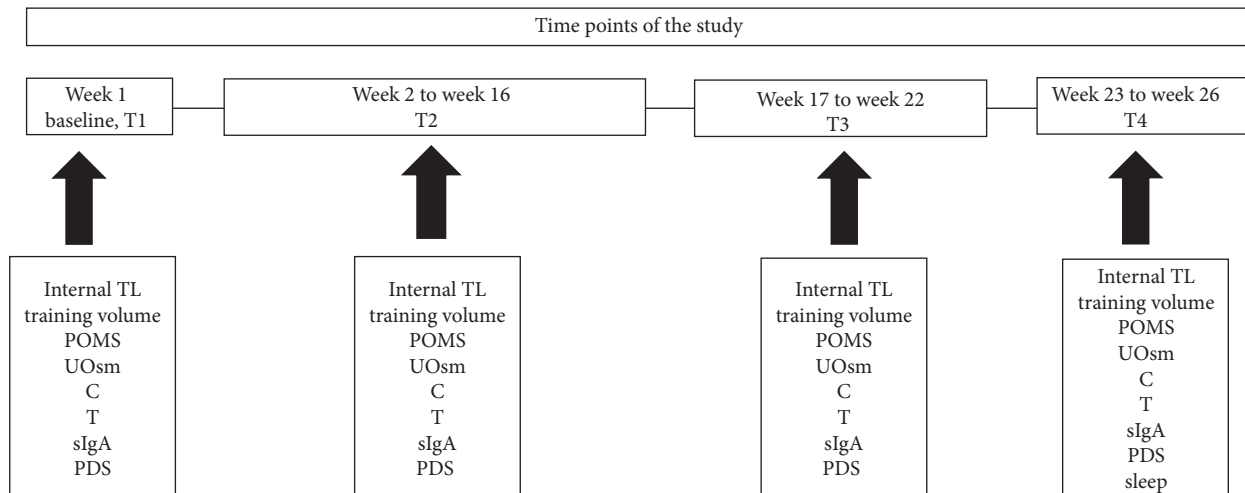 Time points of the study
Week 1
baseline, T1
Week 2 to week 16
T2
Week 17 to week 22
T3
Week 23 to week 26
T4
Internal TL
training volume
POMS
UOsm
C
T
sIgA
PDS
Internal TL
training volume
POMS
UOsm
C
T
sIgA
PDS
Internal TL
training volume
POMS
UOsm
C
T
sIgA
PDS
Internal TL
training volume
POMS
UOsm
C
T
sIgA
PDS
sleep